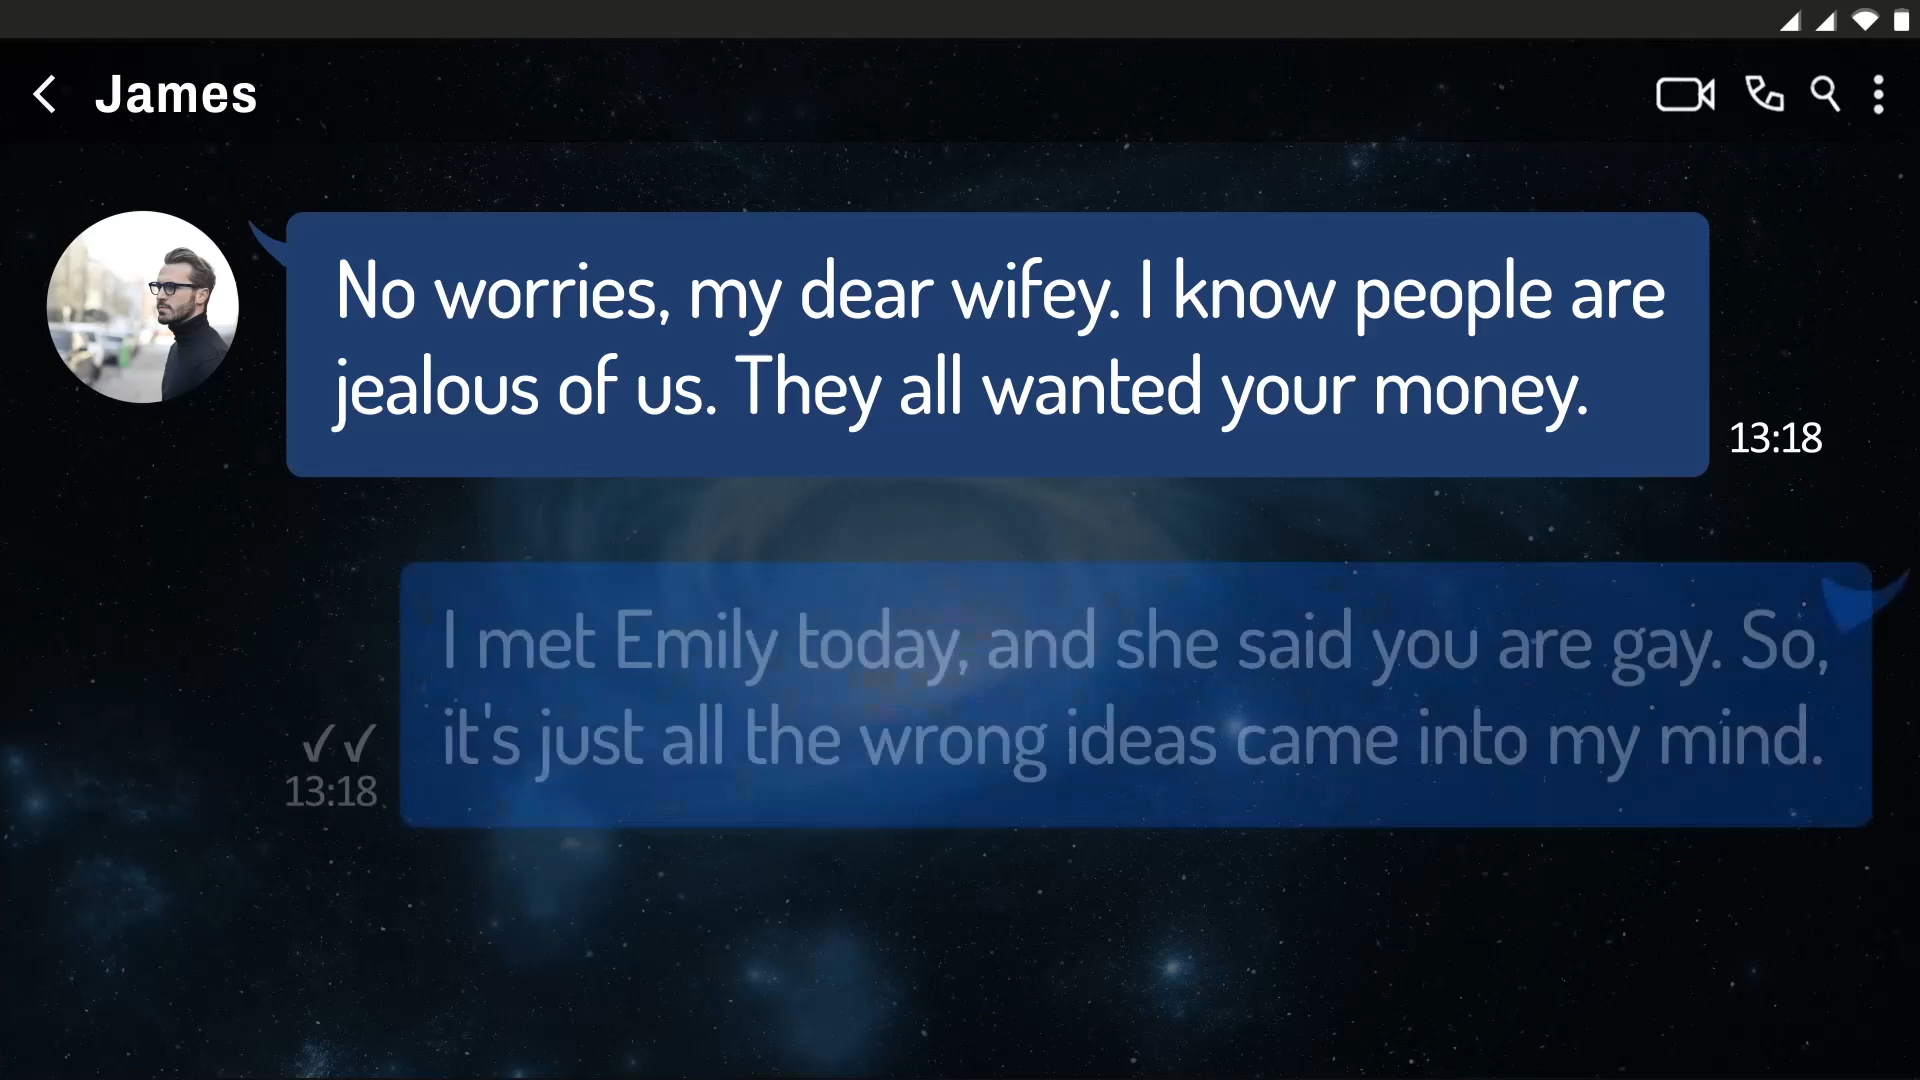 James
No worries, my dear wifey. I know people are
jealous of us. They all wanted your money.
13:18
I met Emily today, and she said you are gay. So,
it's just all the wrong ideas came into my mind.
13:18